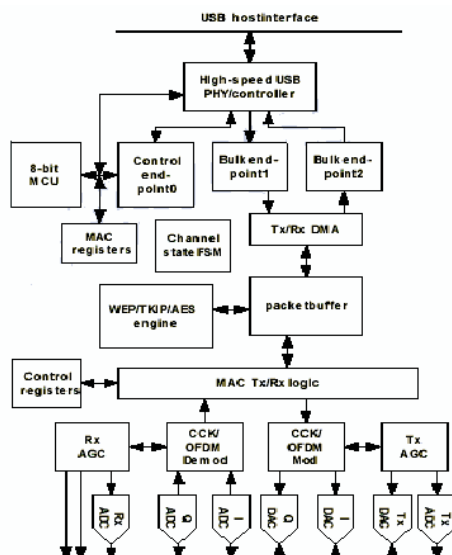 USB hostinterface
High-speed USB
PHY/controller
8-bit
MCU
Control
end-
point0
Bulk end-
point1
Bulk end-
point2
MAC
registers
Channel
state/FSM
Tx/Rx DMA
WEP/TKIP/AES
engine
packetbuffer
Control
registers
MAC Tx/Rx logic
Rx
AGC
CCK/
OFDM
Demod
CCK/
OFDM
Mod
Tx
AGC
Rx
ADC
Q
ADC
I
ADC
Q
DAC
I
DAC
Tx
DAC
Tx
ADC